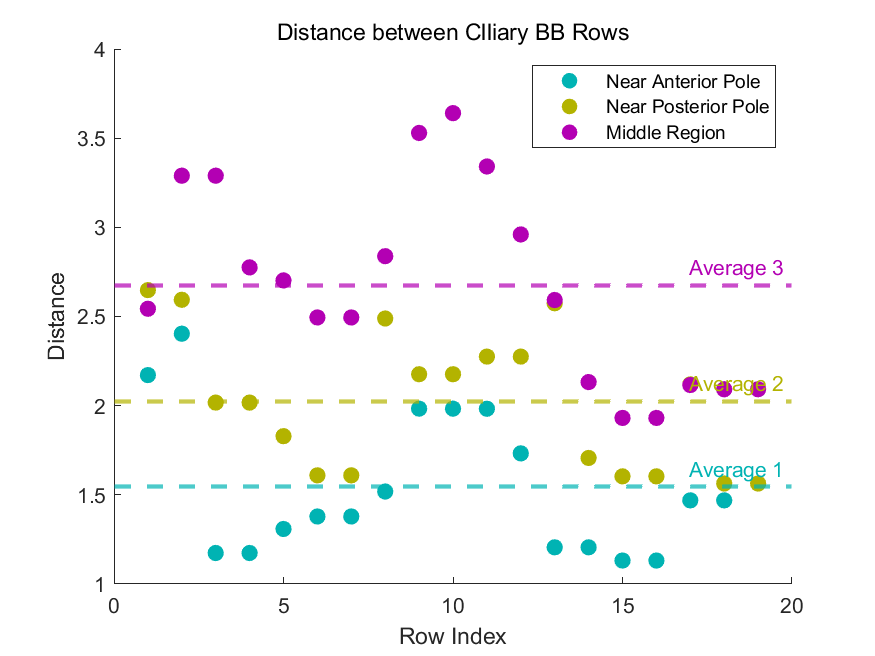 Distance between CIliary BB Rows
Near Anterior Pole
Near Posterior Pole
Middle Region
4
3.5
3
2.5
2
1.5
1
Distance
Average 3
Average 2
Average 1
0 5 10 15 20
Row Index